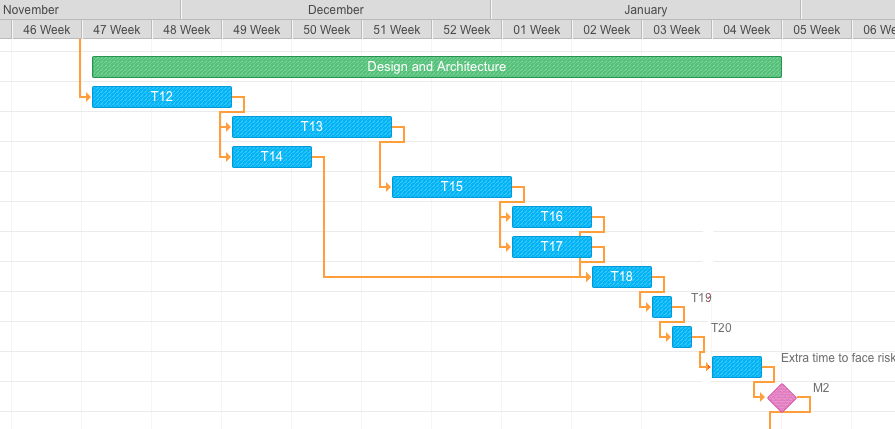 November December January
46 Week 47 Week 48 Week 49 Week 50 Week 51 Week 52 Week 01 Week 02 Week 03 Week 04 Week 05 Week 06 We
Design and Architecture
T12
T13
T14
T15
T16
T17
T18
T19
T20
Extra time to face risk
M2